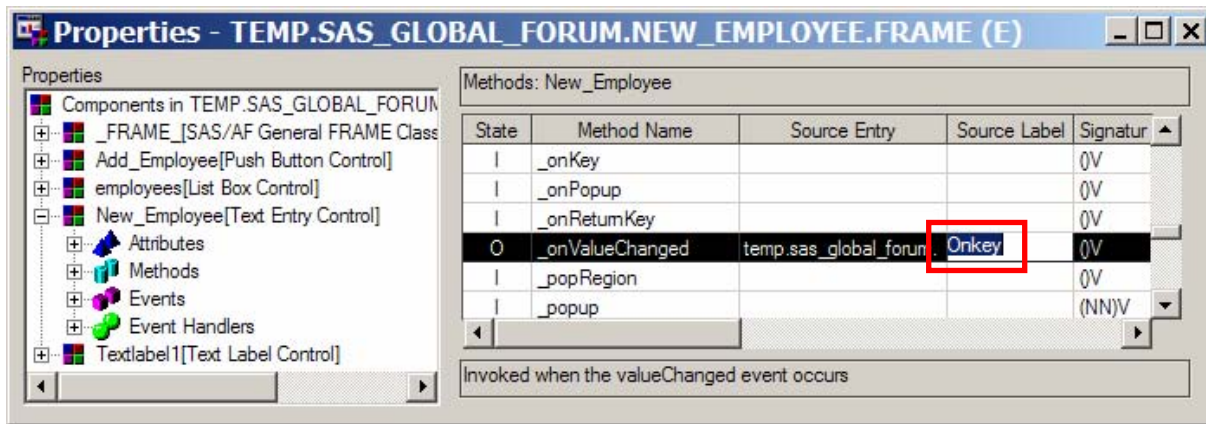 Properties - TEMP.SAS_GLOBAL_FORUM.NEW_EMPLOYEE.FRAME (E)
Properties
Components in TEMP.SAS_GLOBAL_FORUM
_FRAME_[SAS/AF General FRAME Class
Add_Employee[Push Button Control]
employees[List Box Control]
New_Employee[Text Entry Control]
Attributes
Methods
Events
Event Handlers
Textlabel1[Text Label Control]
Methods: New_Employee
State Method Name Source Entry Source Label Signatur
I _onKey ()V
I _onPopup ()V
I _onReturnKey ()V
O _onValueChanged temp.sas_global_forum. Onkey ()V
I _popRegion ()V
I _popup (NN)V
Invoked when the valueChanged event occurs